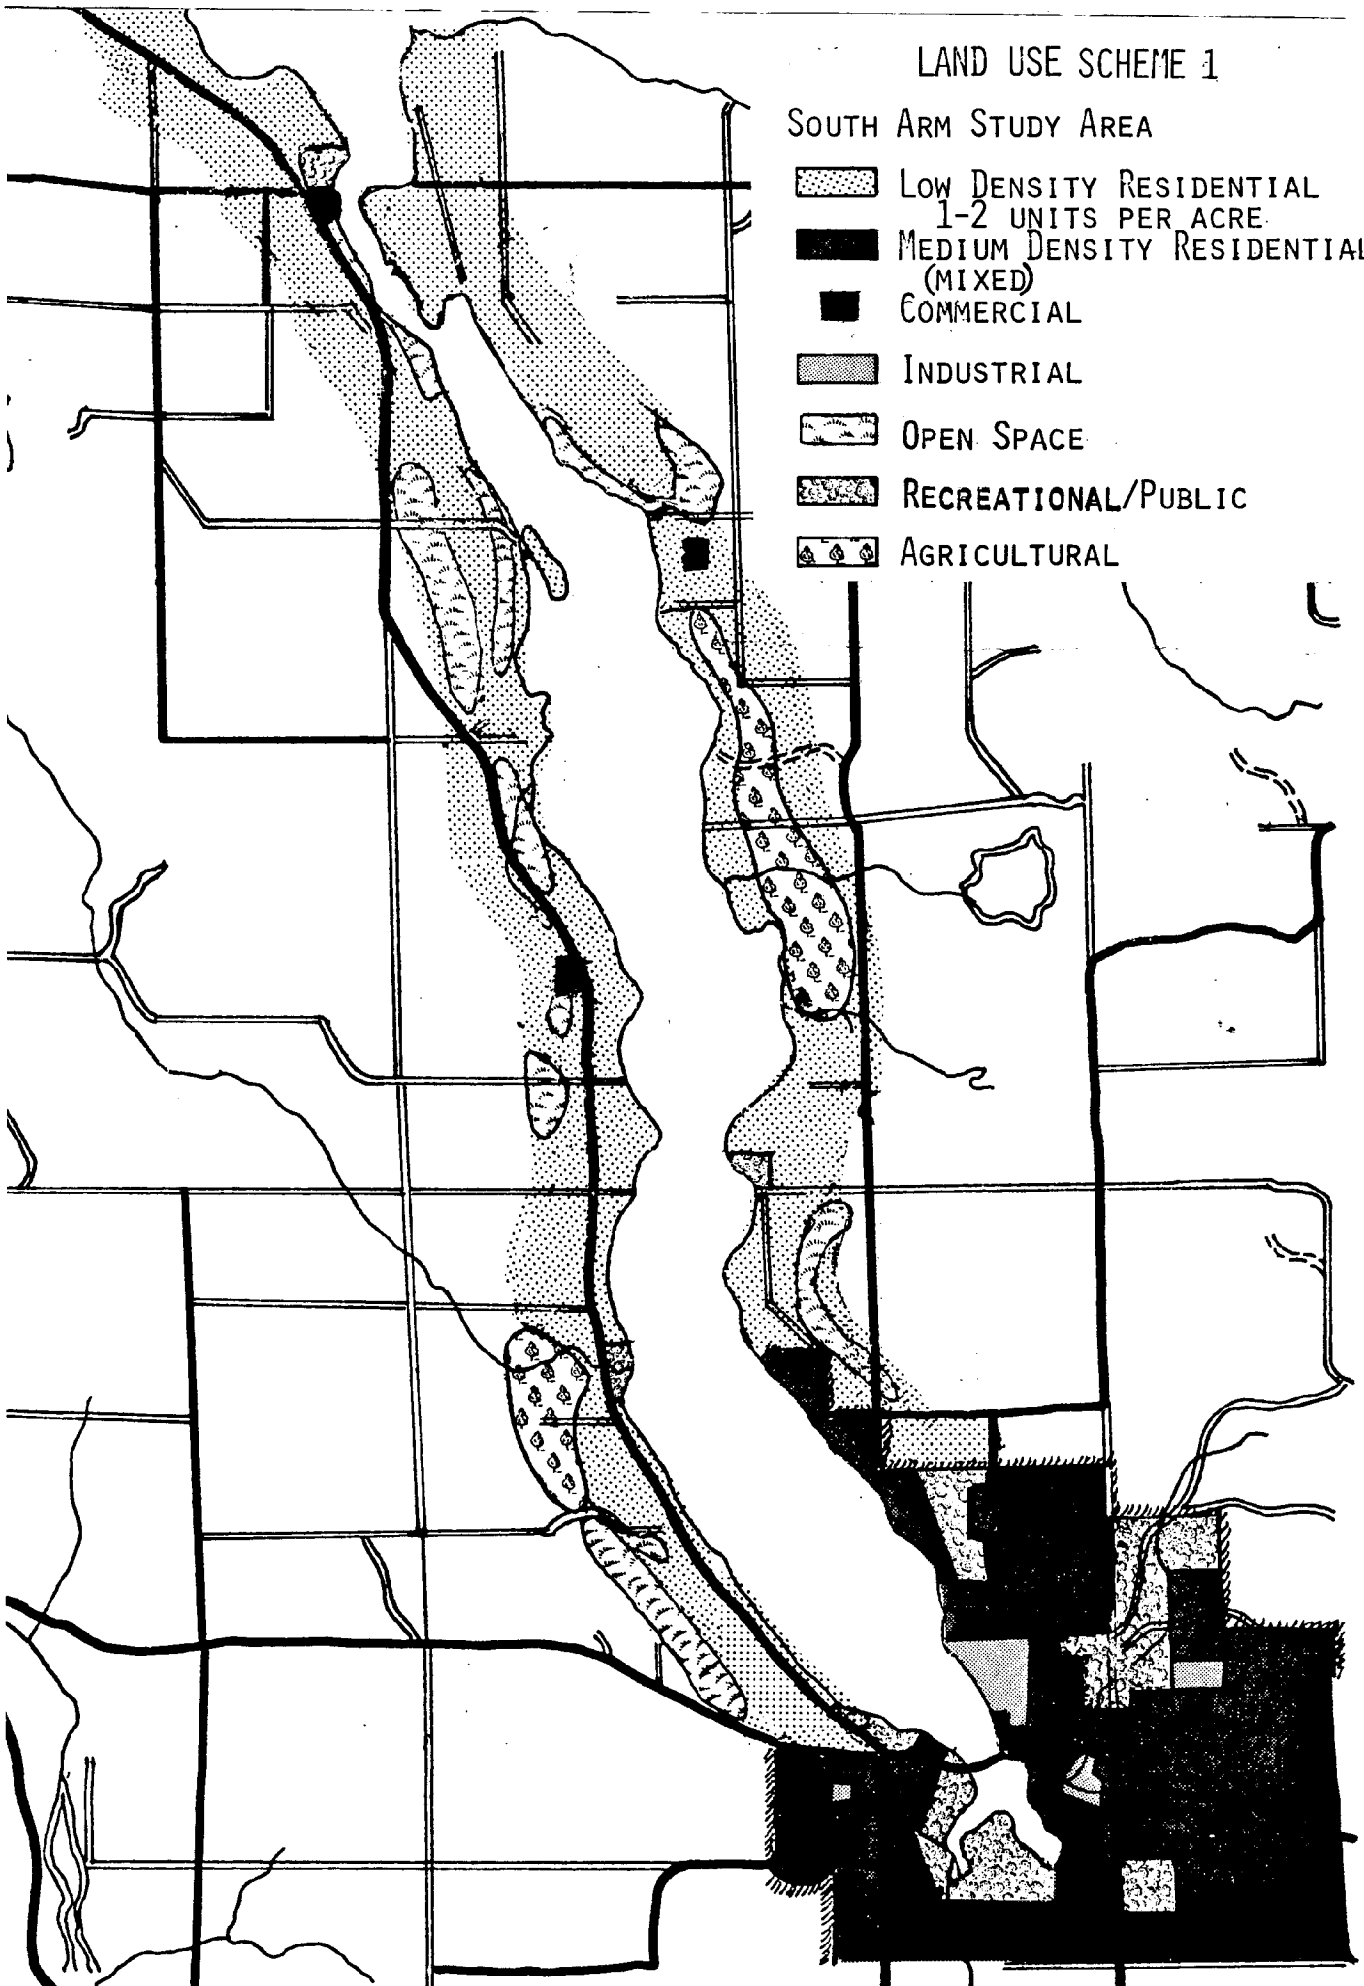 LAND USE SCHEME 1
SOUTH ARM STUDY AREA
LOW DENSITY RESIDENTIAL
1-2 UNITS PER ACRE
MEDIUM DENSITY RESIDENTIAL
(MIXED)
COMMERCIAL
INDUSTRIAL
OPEN SPACE
RECREATIONAL/PUBLIC
AGRICULTURAL